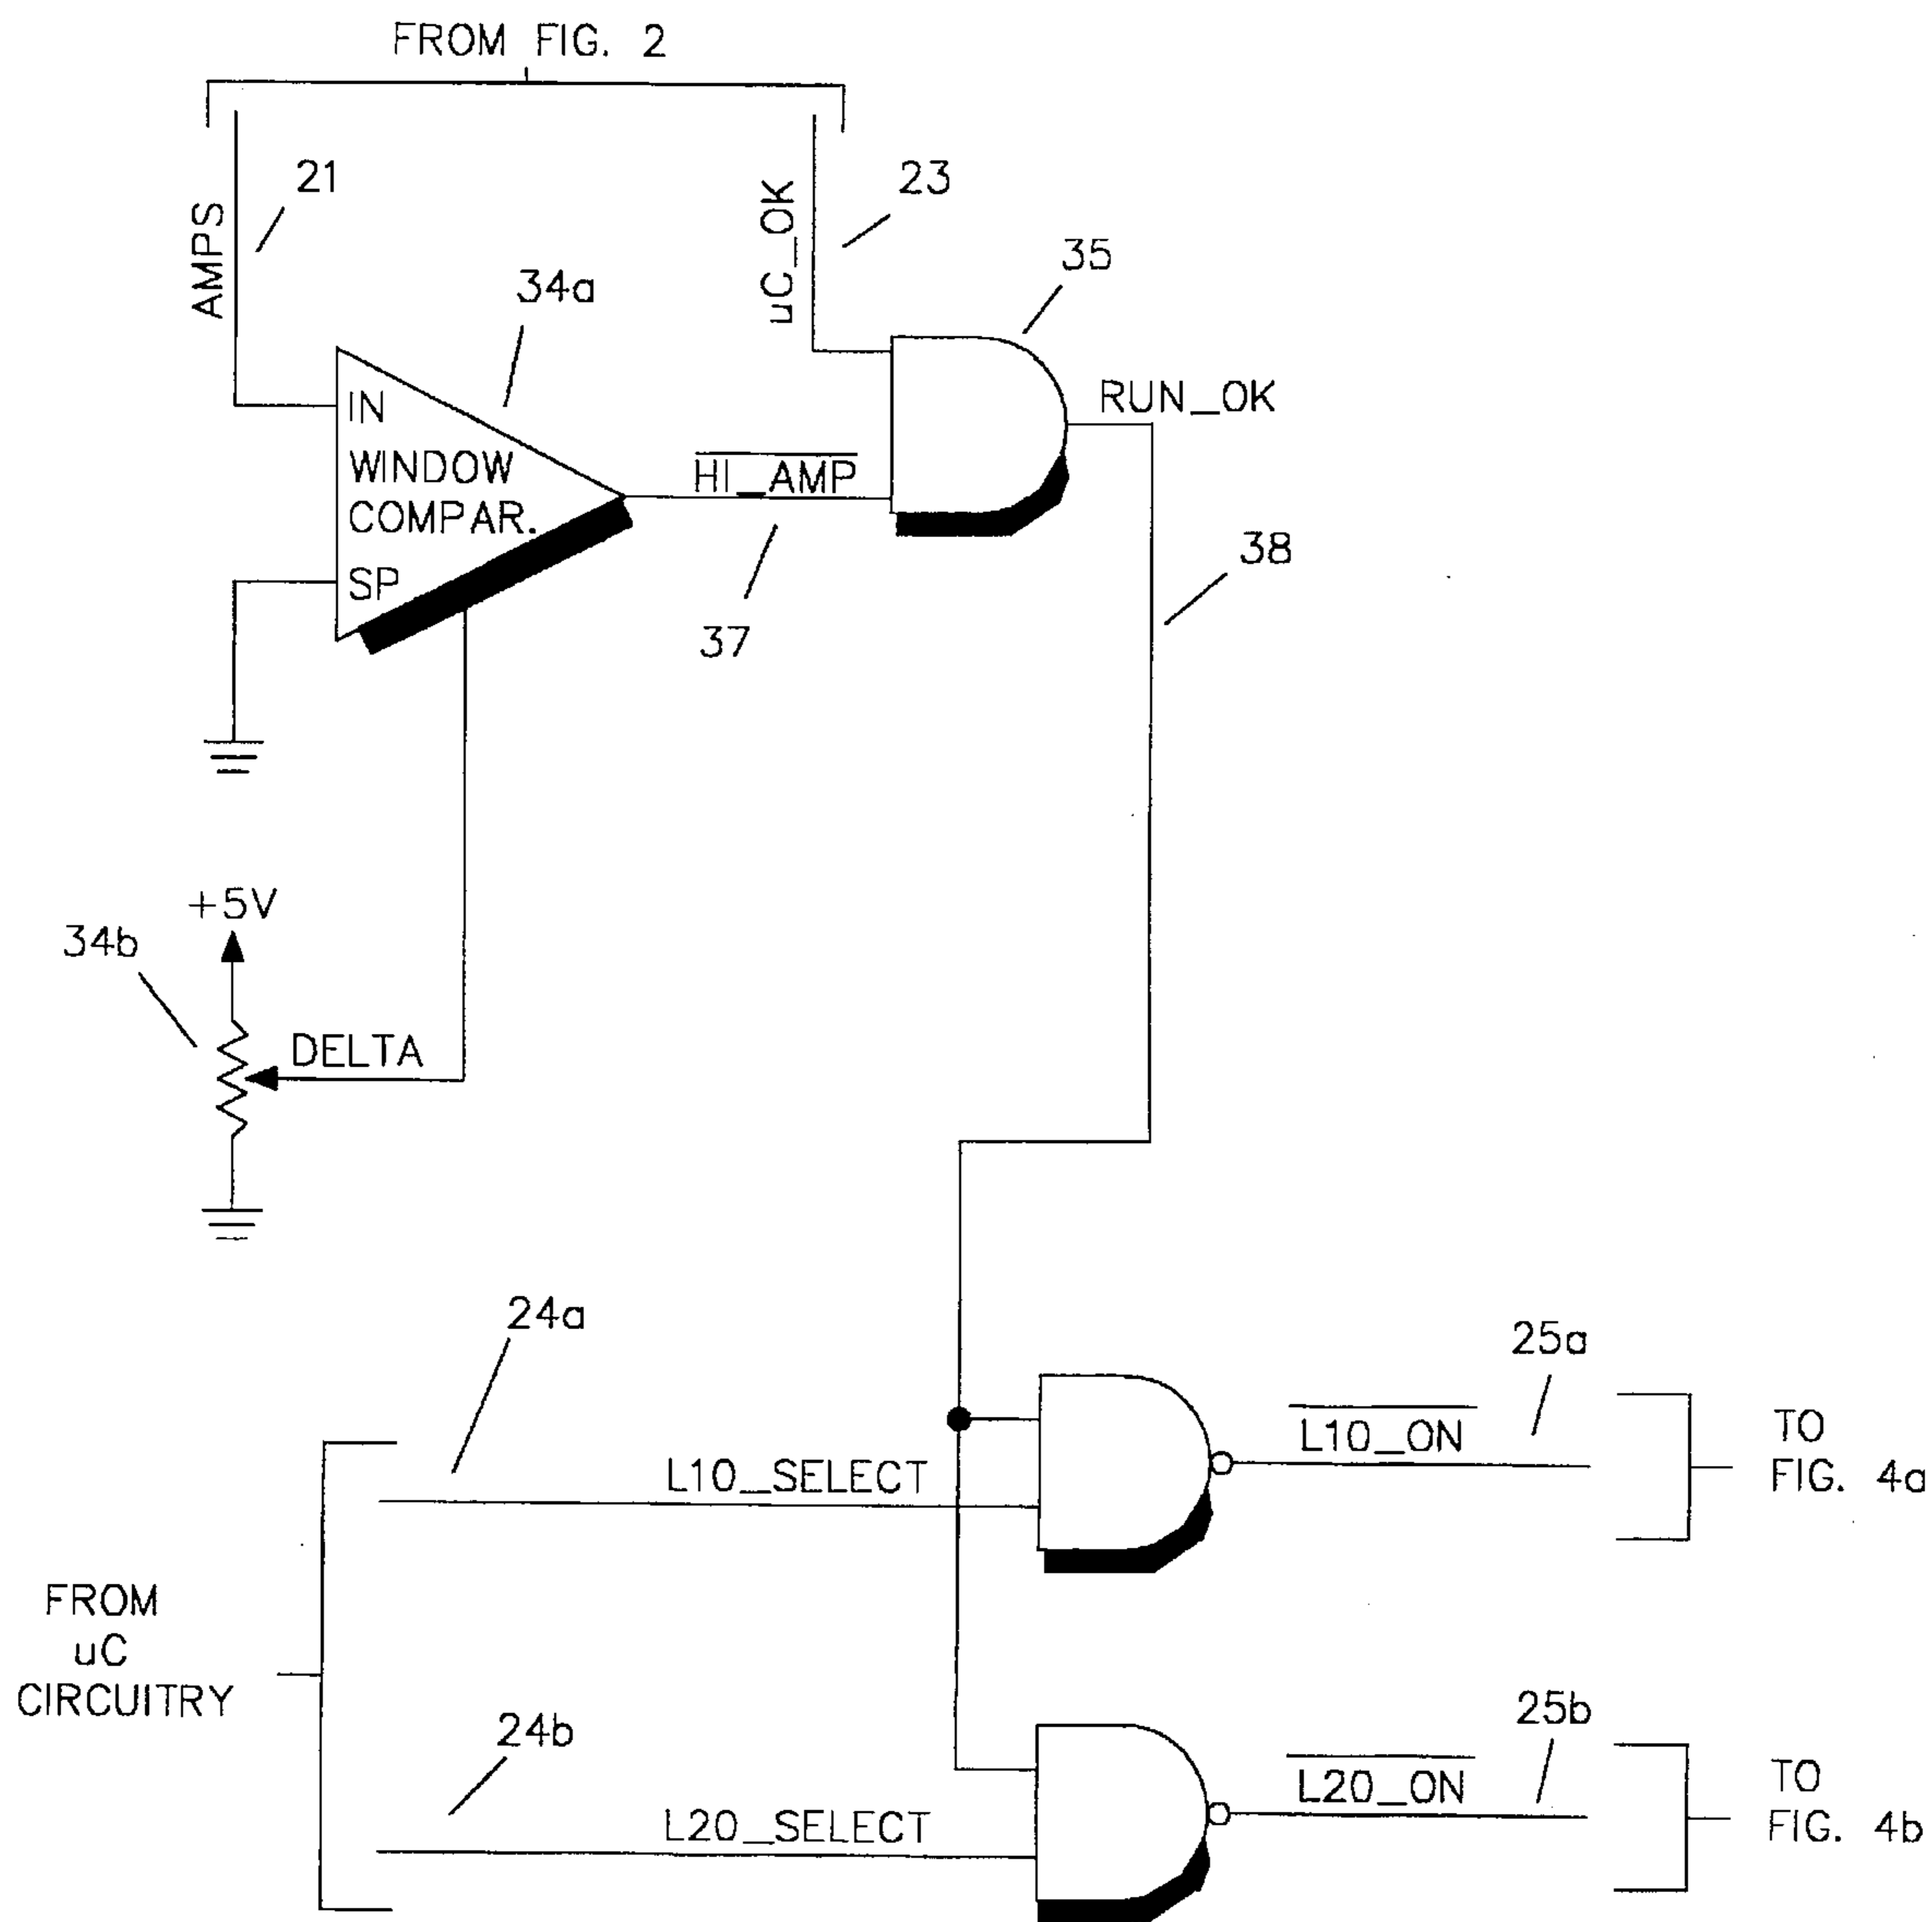 FROM FIG. 2
AMPS
21
uC_OK
23
34a
35
IN
WINDOW
COMPAR.
SP
HI_AMP
37
RUN_OK
38
+5V
34b
DELTA
24a
L10_SELECT
25a
L10_ON
TO
FIG. 4a
FROM
uC
CIRCUITRY
24b
L20_SELECT
25b
L20_ON
TO
FIG. 4b